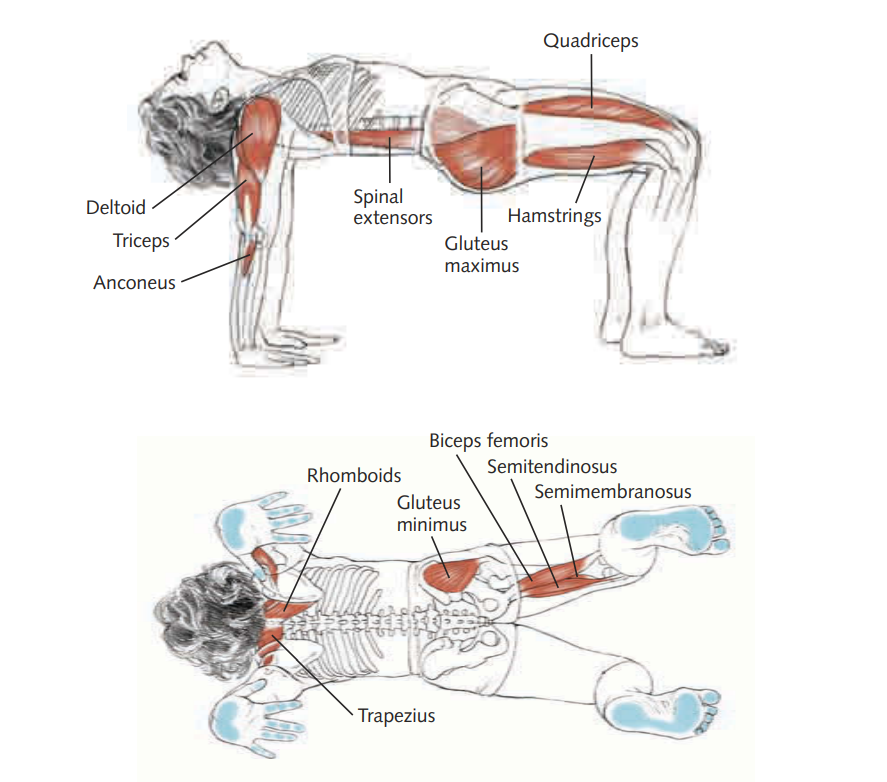 Quadriceps
Deltoid
Triceps
Anconeus
Spinal
extensors
Gluteus
maximus
Hamstrings
Biceps femoris
Semitendinosus
Semimembranosus
Rhomboids
Gluteus
minimus
Trapezius